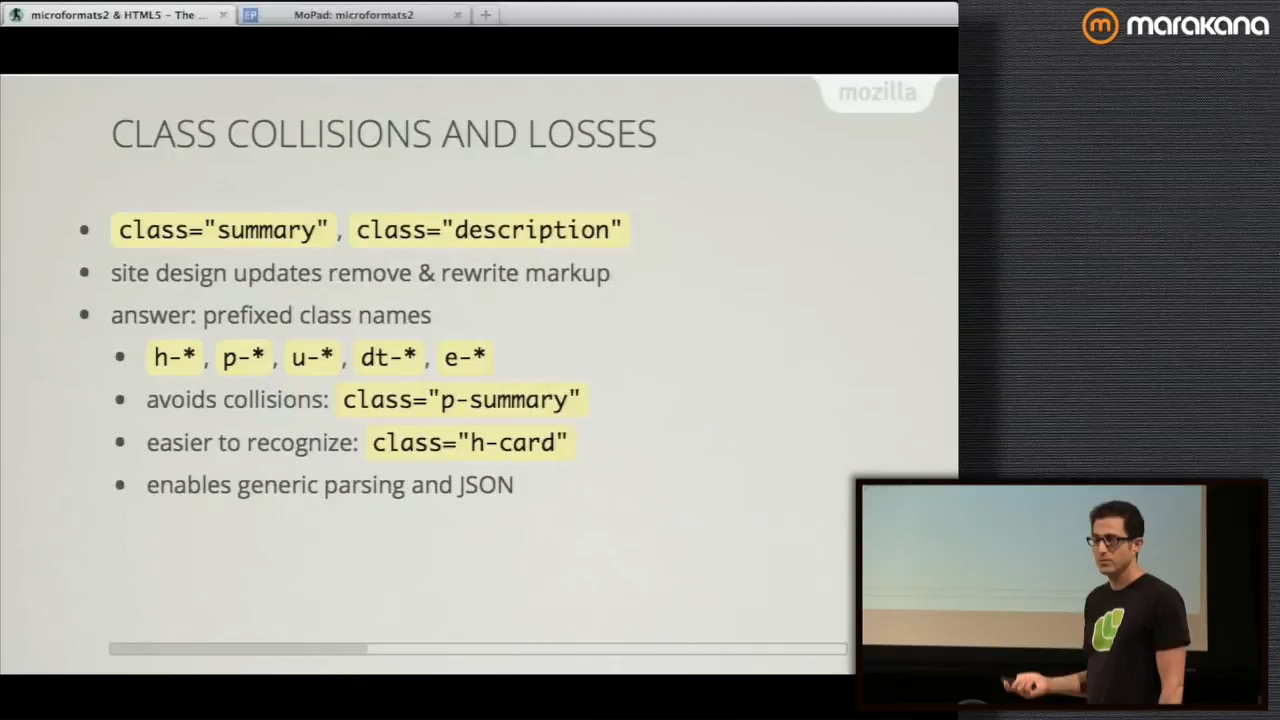 microformats2 & HTML5 – The ...
MoPad: microformats2
marakana
mozilla
CLASS COLLISIONS AND LOSSES
• class="summary", class="description"
• site design updates remove & rewrite markup
• answer: prefixed class names
• h-*, p-*, u-*, dt-*, e-*
• avoids collisions: class="p-summary"
• easier to recognize: class="h-card"
• enables generic parsing and JSON